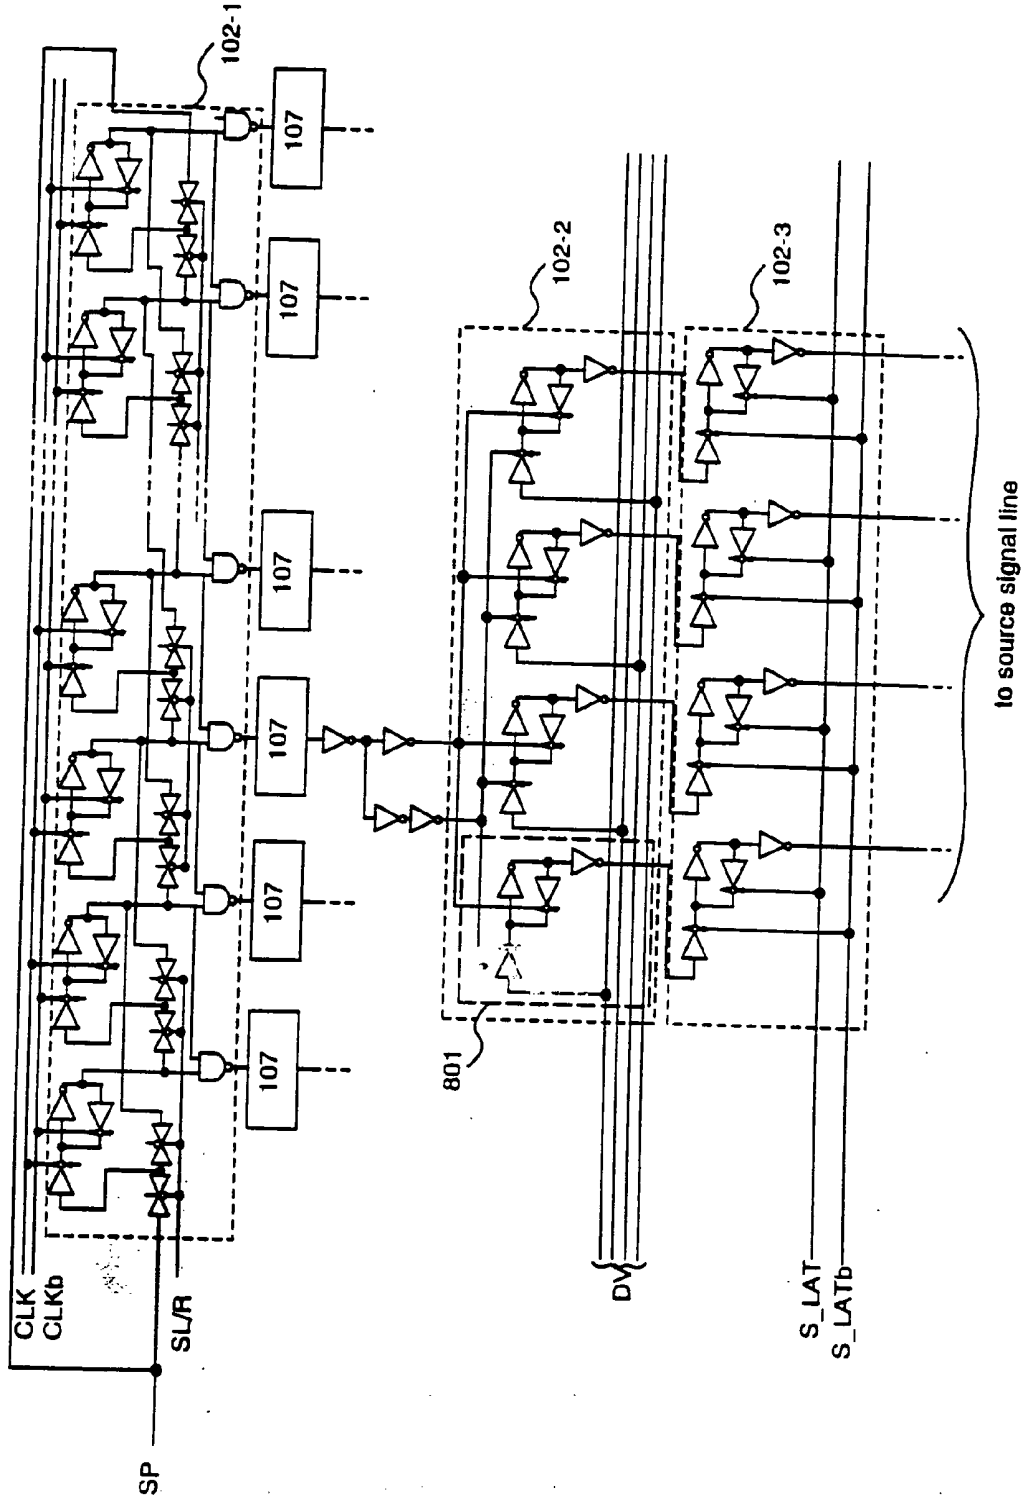 SP
CLK
CLKb
SL/R
102-1
107
107
107
107
107
107
801
102-2
DV
102-3
S_LAT
S_LATb
to source signal line